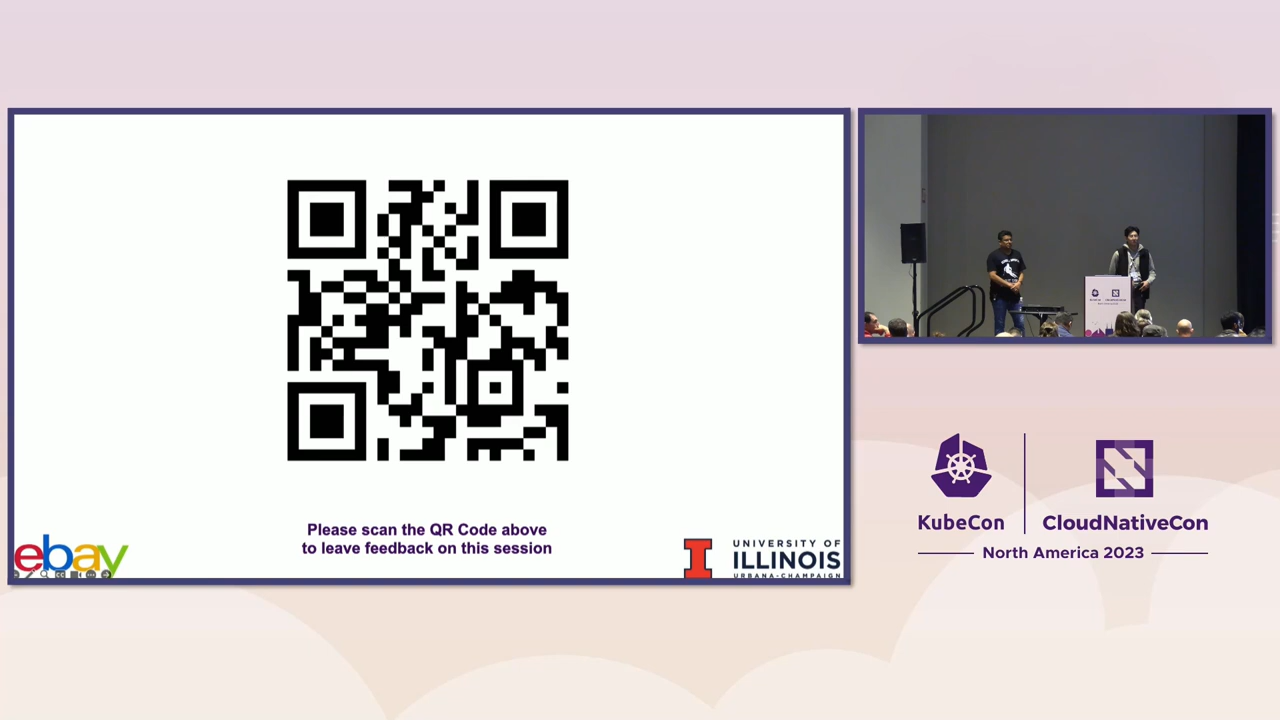 Please scan the QR Code above
to leave feedback on this session
ebay
UNIVERSITY OF
ILLINOIS
URBANA-CHAMPAIGN
KubeCon
CloudNativeCon
North America 2023